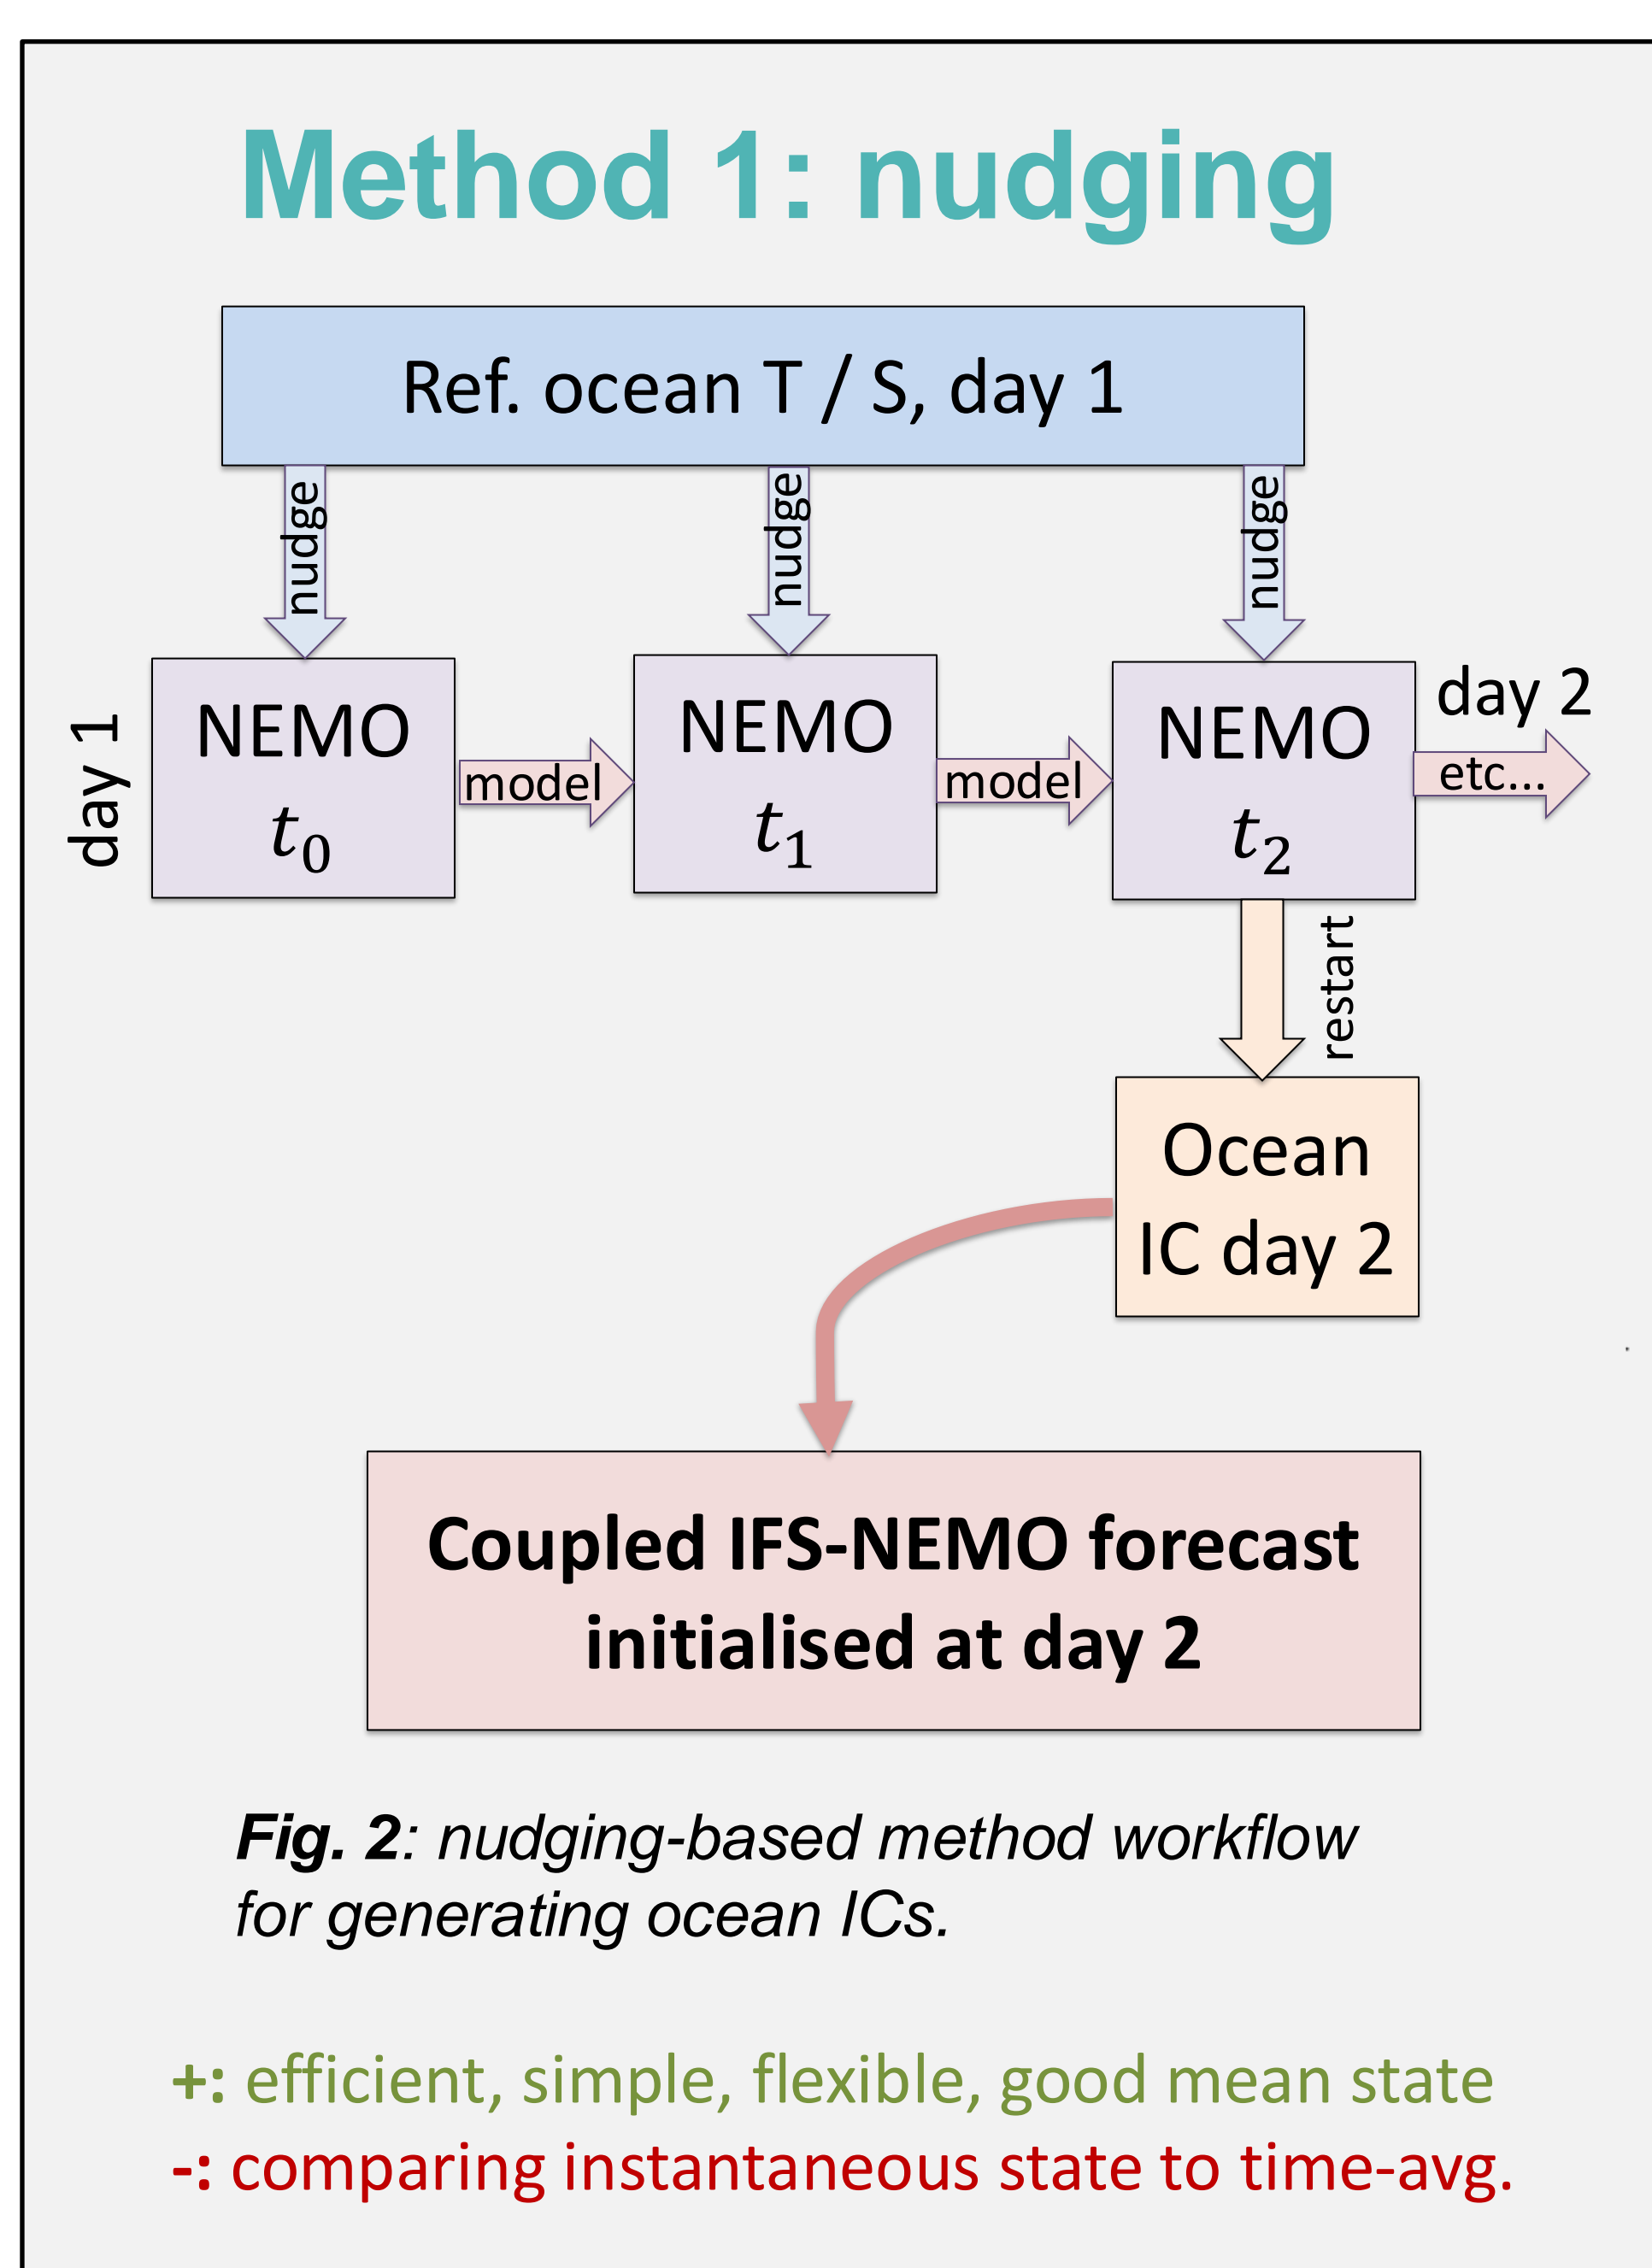 Method 1: nudging
Ref. ocean T / S, day 1
nudge
nudge
nudge
day 1
NEMO
t₀
model
NEMO
t₁
model
NEMO
t₂
day 2
etc...
restart
Ocean
IC day 2
Coupled IFS-NEMO forecast
initialised at day 2
Fig. 2: nudging-based method workflow
for generating ocean ICs.
+: efficient, simple, flexible, good mean state
-: comparing instantaneous state to time-avg.